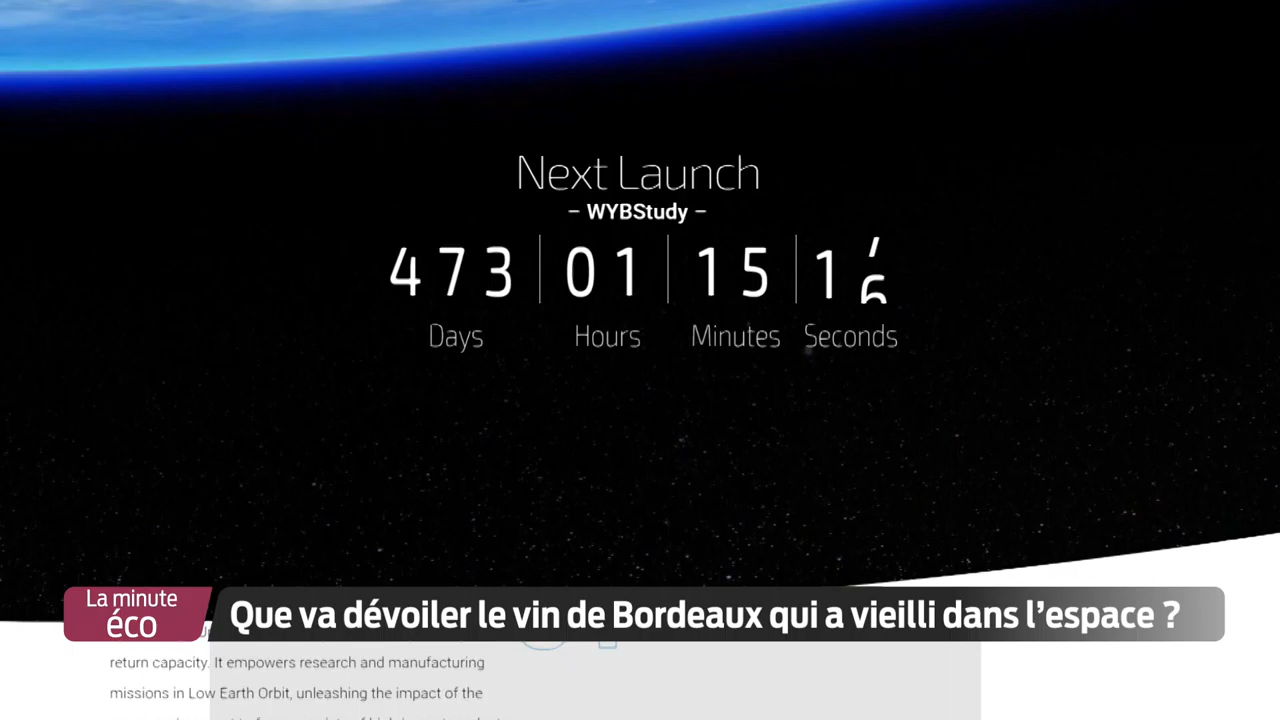 Next Launch
– WYBStudy –
473 01 15 1
Days Hours Minutes Seconds
La minute
éco
Que va dévoiler le vin de Bordeaux qui a vieilli dans l'espace ?
return capacity. It empowers research and manufacturing
missions in Low Earth Orbit, unleashing the impact of the